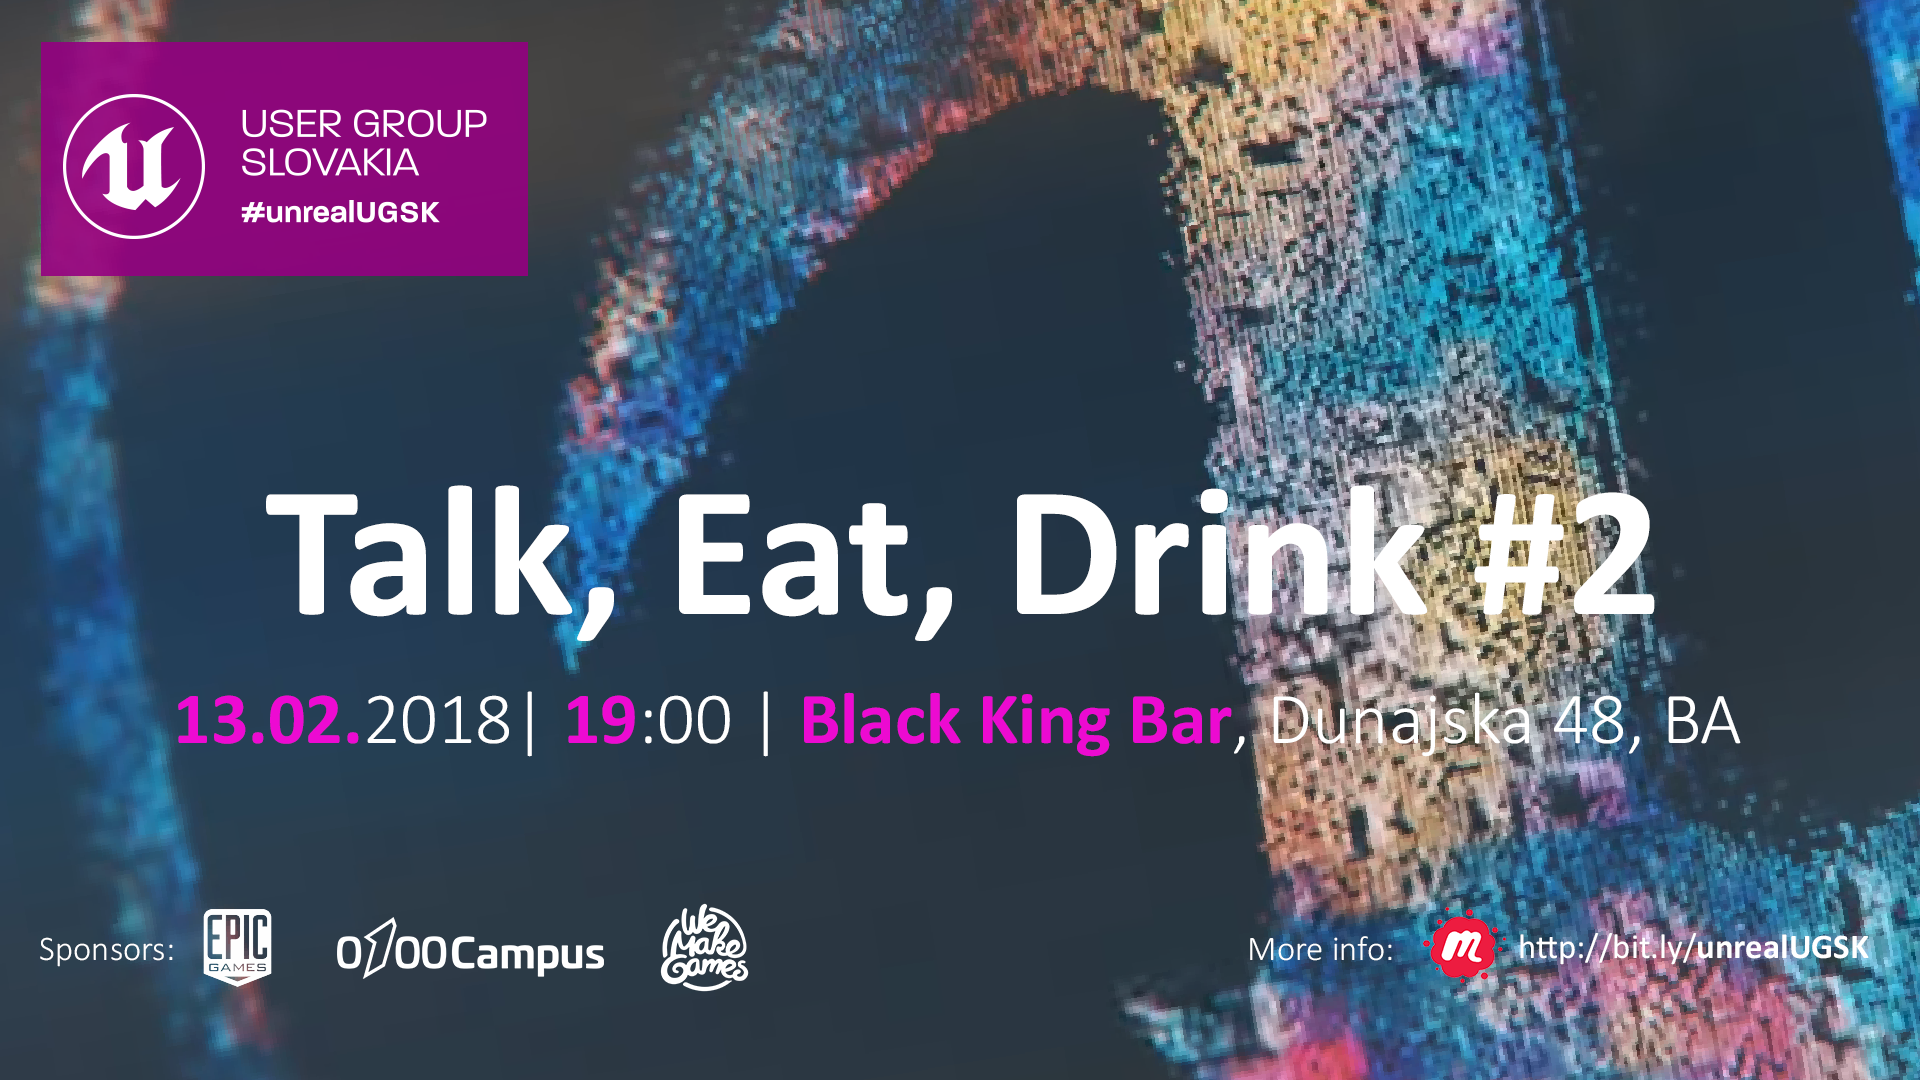 USER GROUP
SLOVAKIA
#unrealUGSK
Talk, Eat, Drink #2
13.02.2018| 19:00 | Black King Bar, Dunajska 48, BA
Sponsors: EPIC GAMES 0100Campus We Make Games
More info: m http://bit.ly/unrealUGSK